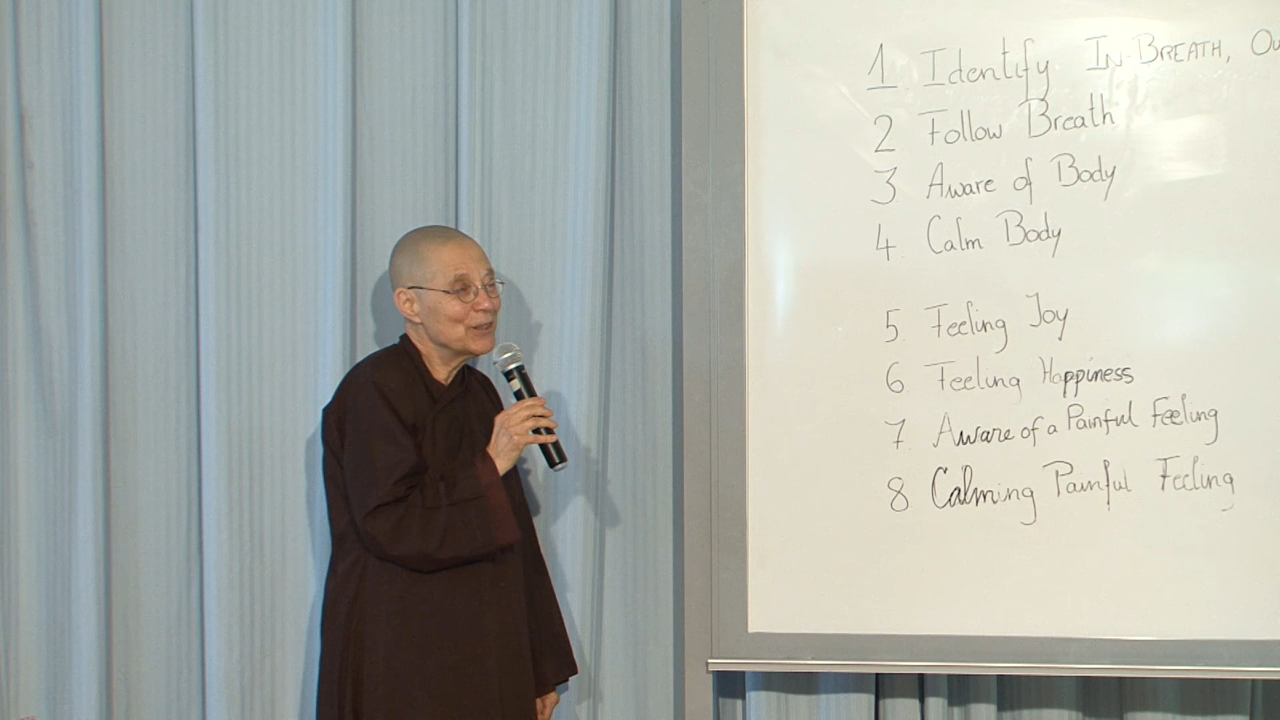 1. Identify IN-BREATH, Ou
2 Follow Breath
3 Aware of Body
4. Calm Body
5. Feeling Joy
6 Feeling Happiness
7. Aware of a Painful Feeling
8 Calming Painful Feeling